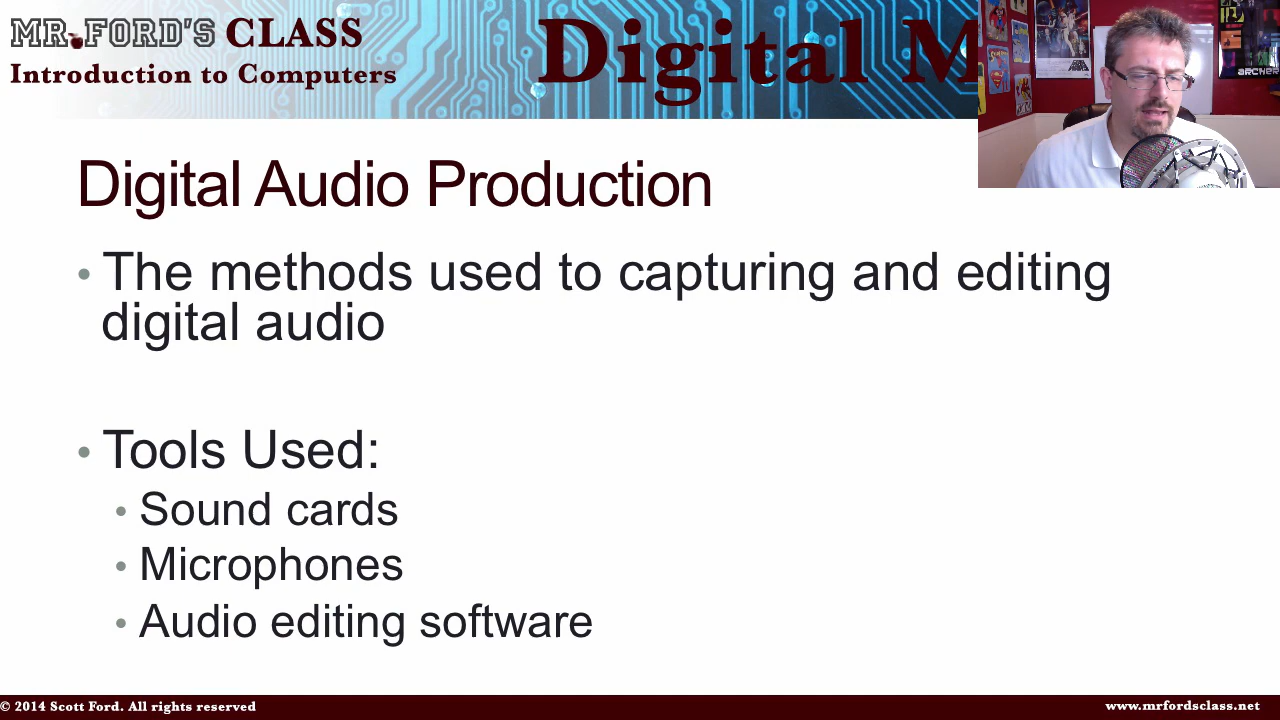 MR. FORD'S CLASS
Introduction to Computers
Digital M
ARCHER
Digital Audio Production
• The methods used to capturing and editing
digital audio
• Tools Used:
• Sound cards
• Microphones
• Audio editing software
© 2014 Scott Ford. All rights reserved
www.mrfordsclass.net